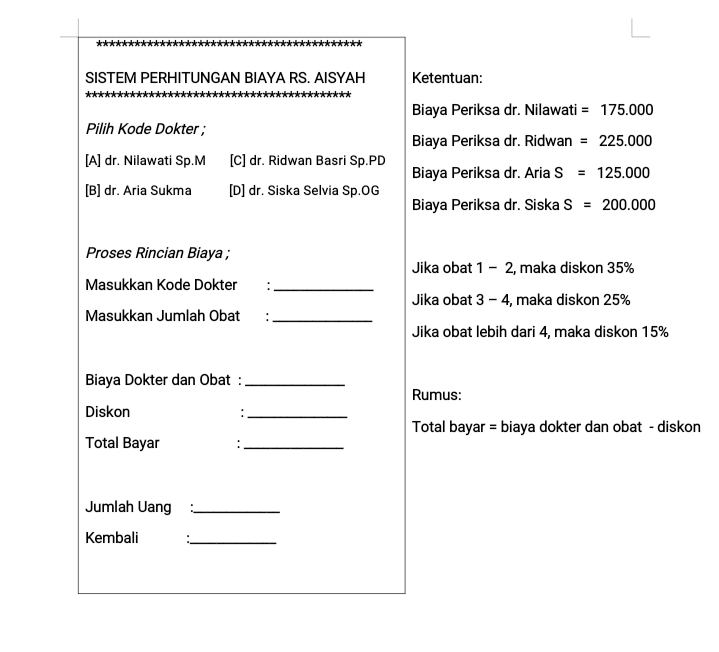 ******************************************
SISTEM PERHITUNGAN BIAYA RS. AISYAH
******************************************
Pilih Kode Dokter ;
[A] dr. Nilawati Sp.M [C] dr. Ridwan Basri Sp.PD
[B] dr. Aria Sukma [D] dr. Siska Selvia Sp.OG
Proses Rincian Biaya ;
Masukkan Kode Dokter : ______________
Masukkan Jumlah Obat : ______________
Biaya Dokter dan Obat : ______________
Diskon : ______________
Total Bayar : ______________
Jumlah Uang :____________
Kembali :____________
Ketentuan:
Biaya Periksa dr. Nilawati = 175.000
Biaya Periksa dr. Ridwan = 225.000
Biaya Periksa dr. Aria S = 125.000
Biaya Periksa dr. Siska S = 200.000
Jika obat 1 – 2, maka diskon 35%
Jika obat 3 – 4, maka diskon 25%
Jika obat lebih dari 4, maka diskon 15%
Rumus:
Total bayar = biaya dokter dan obat - diskon